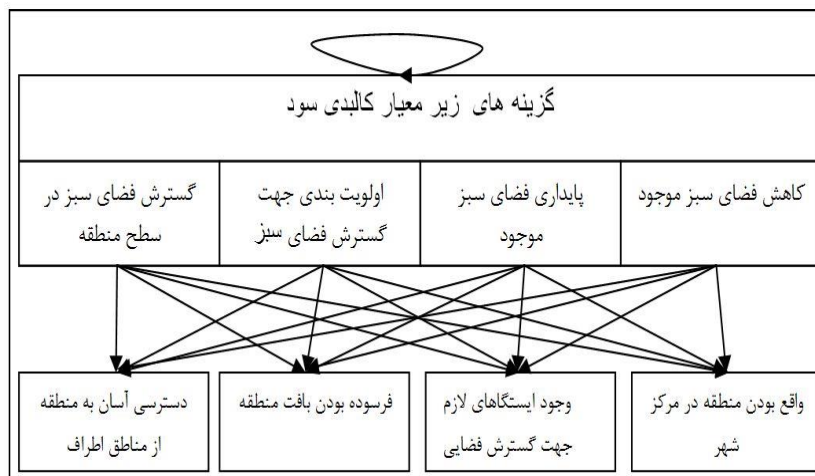 گزینه های زیر معیار کالبدی سود
کاهش فضای سبز موجود
پایداری فضای سبز
موجود
اولویت بندی جهت
گسترش فضای سبز
گسترش فضای سبز در
سطح منطقه
واقع بودن منطقه در مرکز
شهر
وجود ایستگاهای لازم
جهت گسترش فضایی
فرسوده بودن بافت منطقه
دسترسی آسان به منطقه
از مناطق اطراف